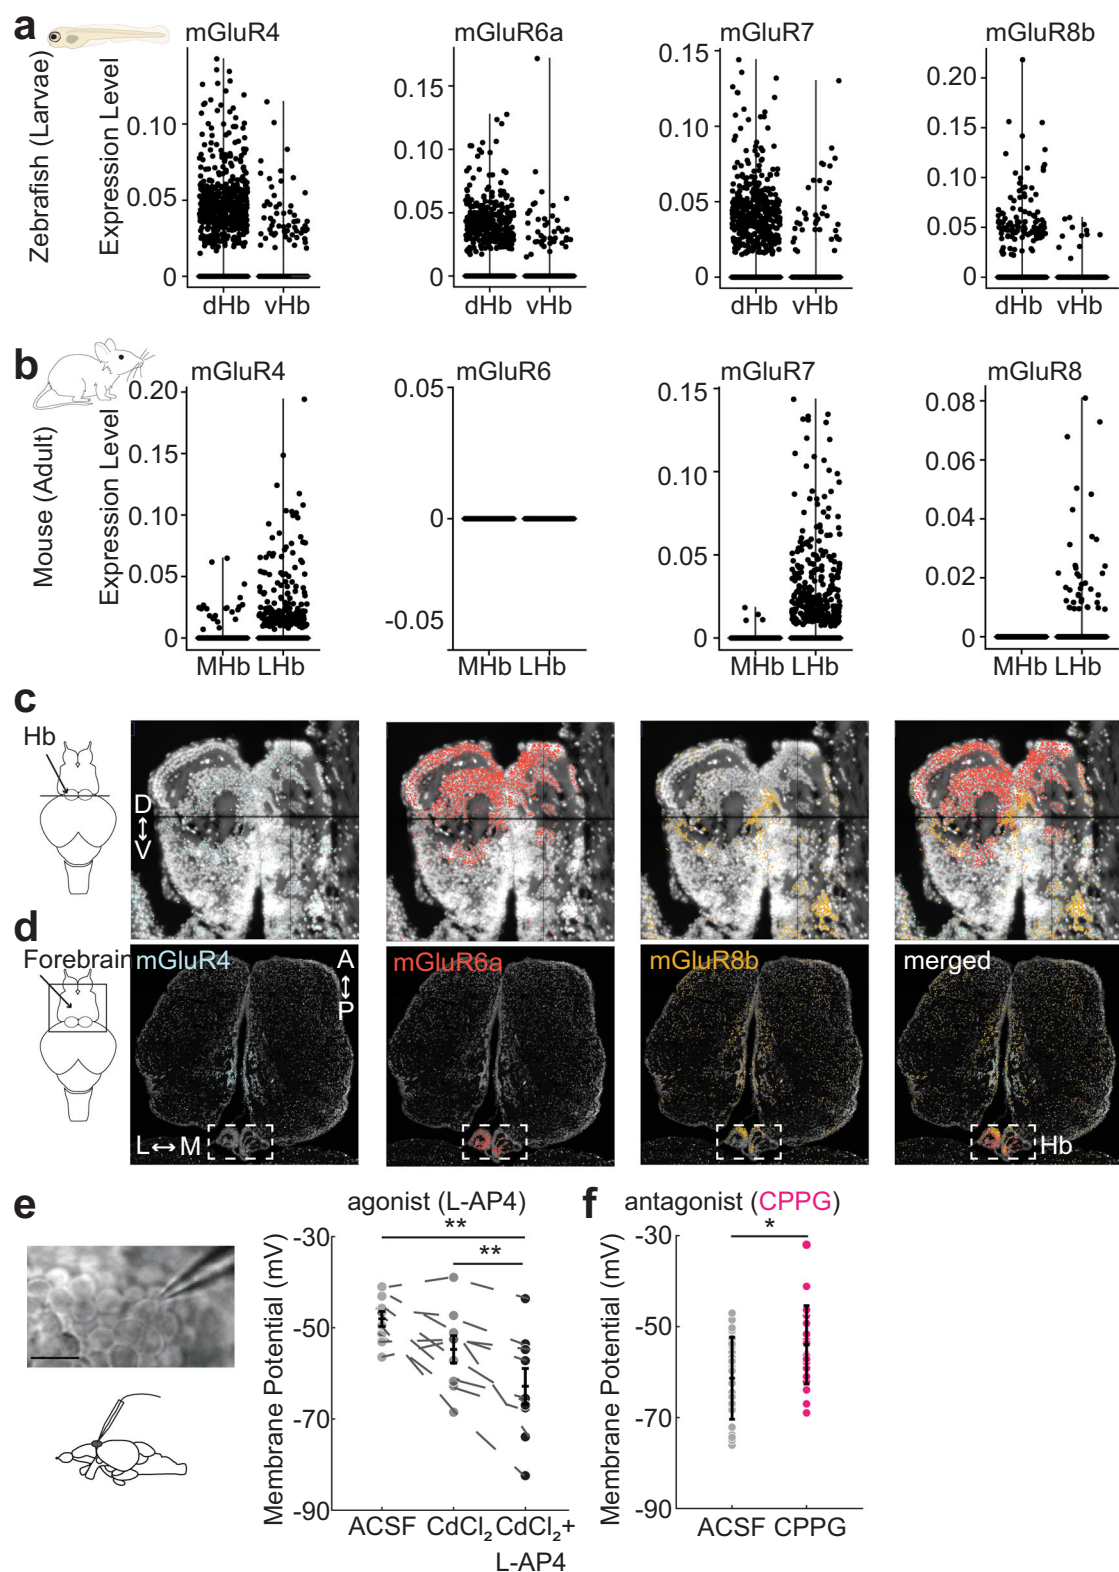 a
Zebrafish (Larvae)
Expression Level
mGluR4
0.10
0.05
0
dHb vHb
mGluR6a
0.15
0.10
0.05
0
dHb vHb
mGluR7
0.15
0.10
0.05
0
dHb vHb
mGluR8b
0.20
0.15
0.10
0.05
0
dHb vHb
b
Mouse (Adult)
Expression Level
mGluR4
0.20
0.15
0.10
0.05
0
MHb LHb
mGluR6
0.05
0
-0.05
MHb LHb
mGluR7
0.15
0.10
0.05
0
MHb LHb
mGluR8
0.08
0.06
0.04
0.02
0
MHb LHb
c
Hb
D
V
d
Forebrain
mGluR4
A
P
L M
mGluR6a
mGluR8b
merged
Hb
e
agonist (L-AP4)
**
**
Membrane Potential (mV)
-30
-50
-70
-90
ACSF CdCl₂ CdCl₂+
L-AP4
f
antagonist (CPPG)
*
Membrane Potential (mV)
-30
-50
-70
-90
ACSF CPPG